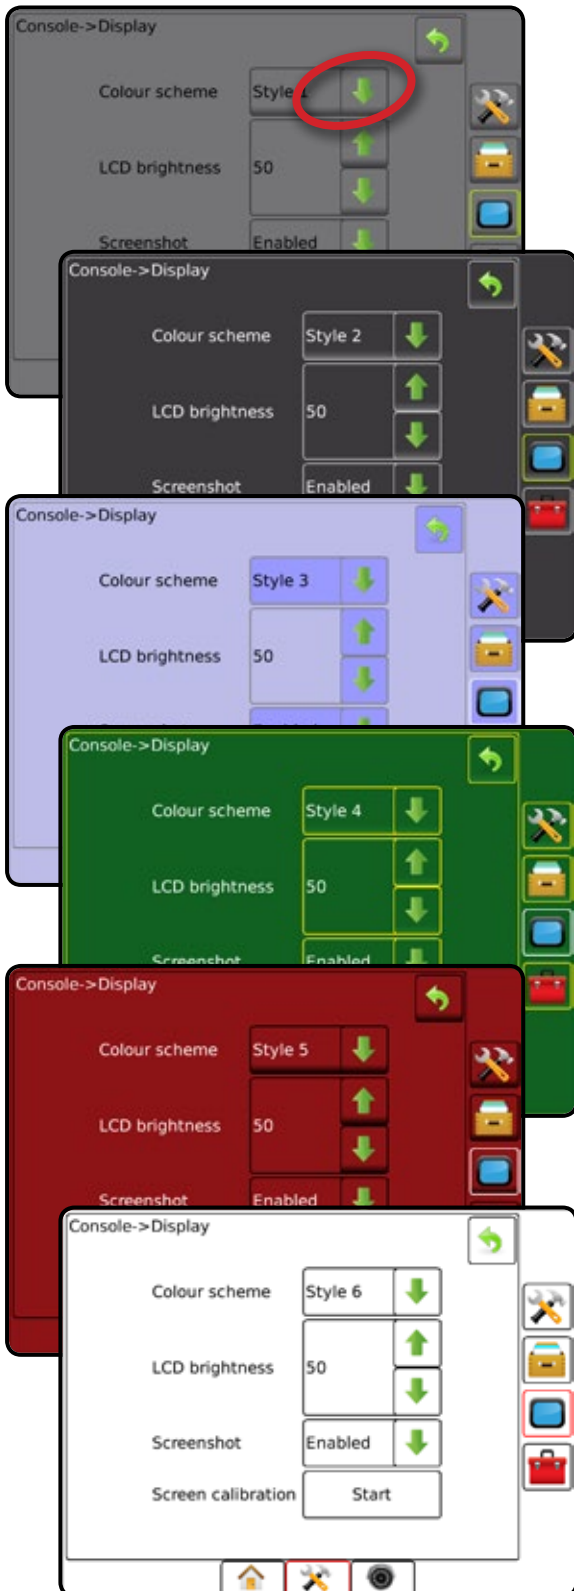 Console->Display
Colour scheme Style 1
LCD brightness 50
Screenshot Enabled
Console->Display
Colour scheme Style 2
LCD brightness 50
Screenshot Enabled
Console->Display
Colour scheme Style 3
LCD brightness 50
Console->Display
Colour scheme Style 4
LCD brightness 50
Screenshot Enabled
Console->Display
Colour scheme Style 5
LCD brightness 50
Screenshot Enabled
Console->Display
Colour scheme Style 6
LCD brightness 50
Screenshot Enabled
Screen calibration Start